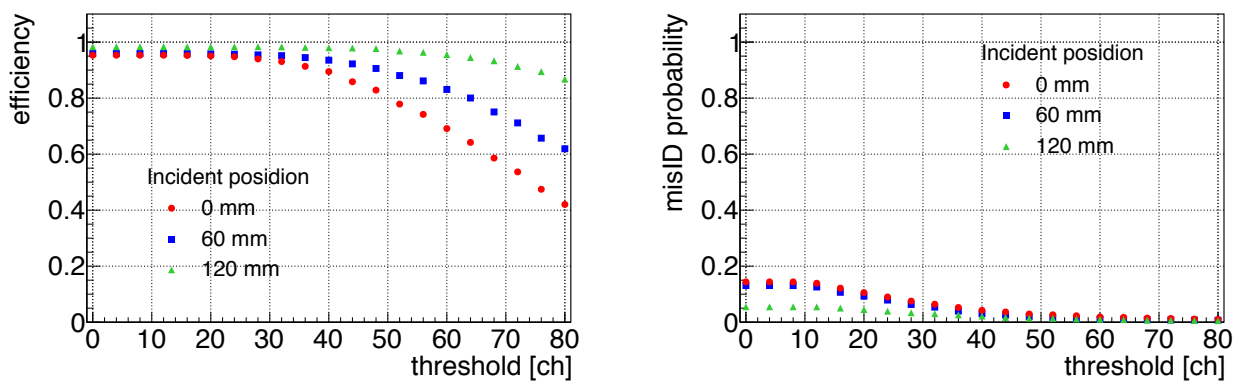 efficiency
1
0.8
0.6
0.4
0.2
0
Incident posidion
0 mm
60 mm
120 mm
0 10 20 30 40 50 60 70 80
threshold [ch]
misID probability
1
0.8
0.6
0.4
0.2
0
Incident posidion
0 mm
60 mm
120 mm
0 10 20 30 40 50 60 70 80
threshold [ch]